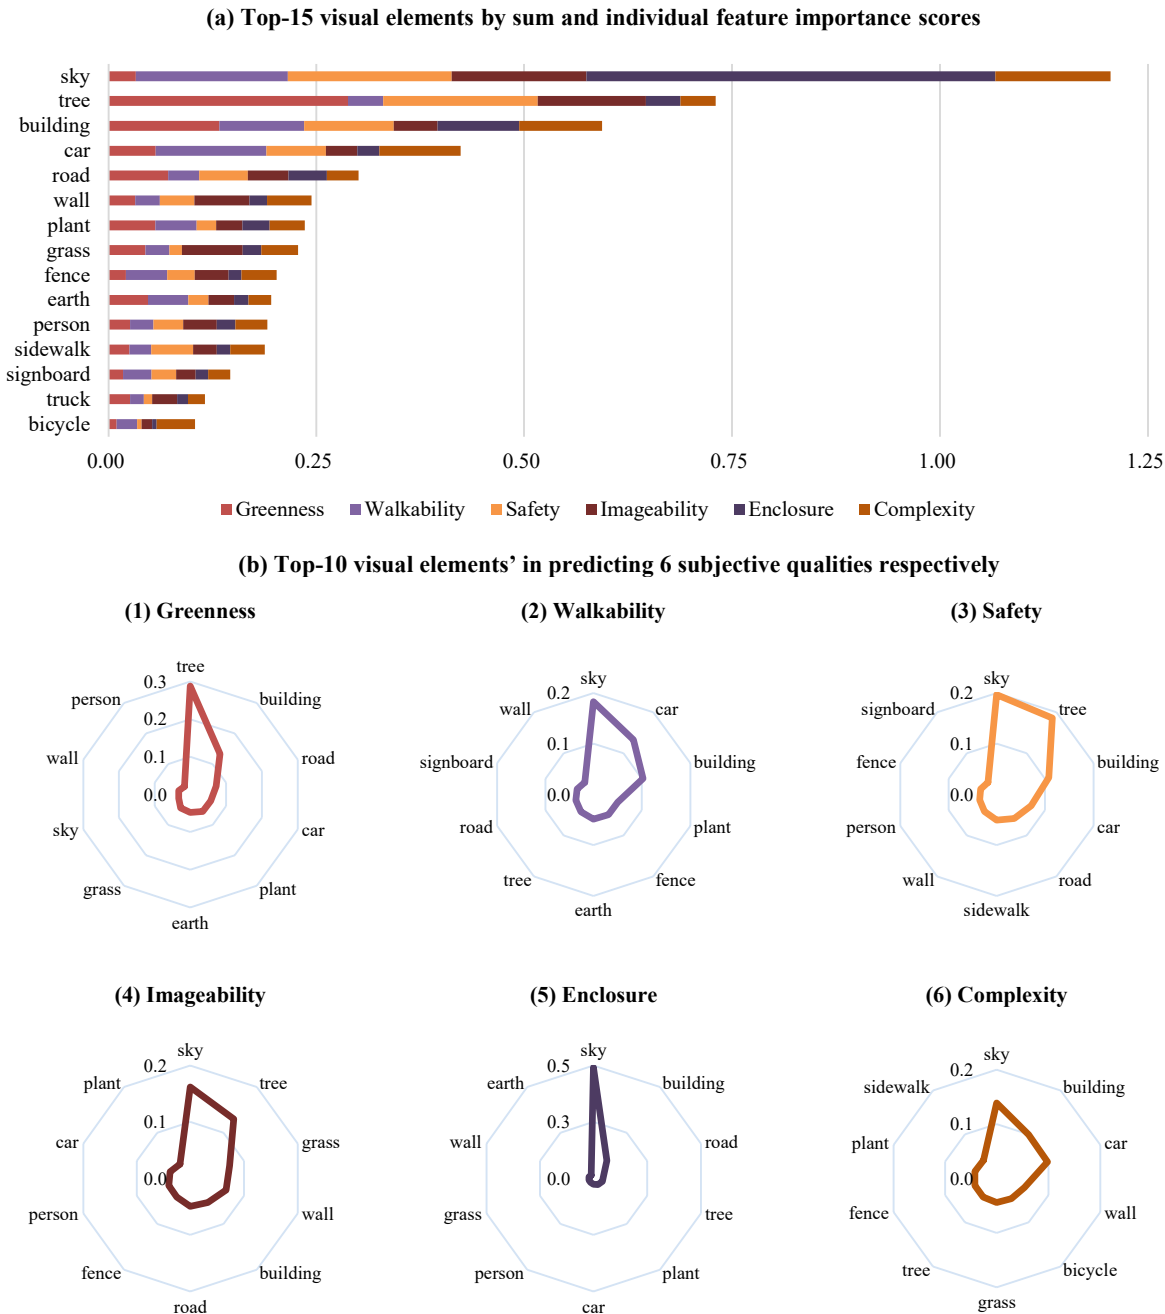 (a) Top-15 visual elements by sum and individual feature importance scores
sky
tree
building
car
road
wall
plant
grass
fence
earth
person
sidewalk
signboard
truck
bicycle
0.00 0.25 0.50 0.75 1.00 1.25
Greenness Walkability Safety Imageability Enclosure Complexity
(b) Top-10 visual elements’ in predicting 6 subjective qualities respectively
(1) Greenness
tree
building
road
car
plant
earth
grass
sky
wall
person
0.3
0.2
0.1
0.0
(2) Walkability
sky
car
building
plant
fence
earth
tree
road
signboard
wall
0.2
0.1
0.0
(3) Safety
sky
tree
building
car
road
sidewalk
wall
person
fence
signboard
0.2
0.1
0.0
(4) Imageability
sky
tree
grass
wall
building
road
fence
person
car
plant
0.2
0.1
0.0
(5) Enclosure
sky
building
road
tree
plant
car
person
grass
wall
earth
0.5
0.3
0.0
(6) Complexity
sky
building
car
wall
bicycle
grass
tree
fence
plant
sidewalk
0.2
0.1
0.0